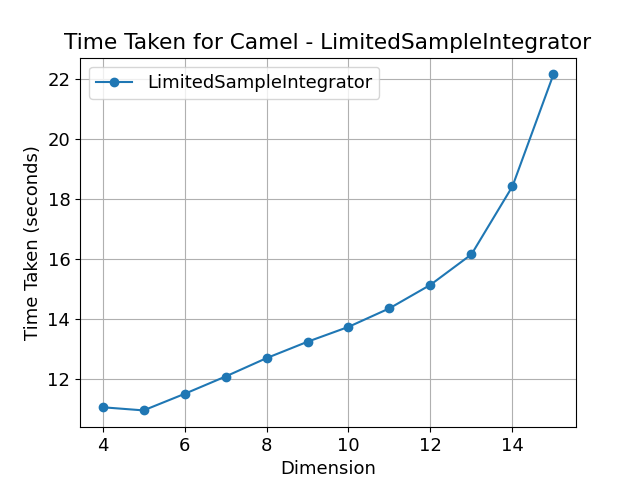 Time Taken for Camel - LimitedSampleIntegrator
LimitedSampleIntegrator
Time Taken (seconds)
22
20
18
16
14
12
4 6 8 10 12 14
Dimension